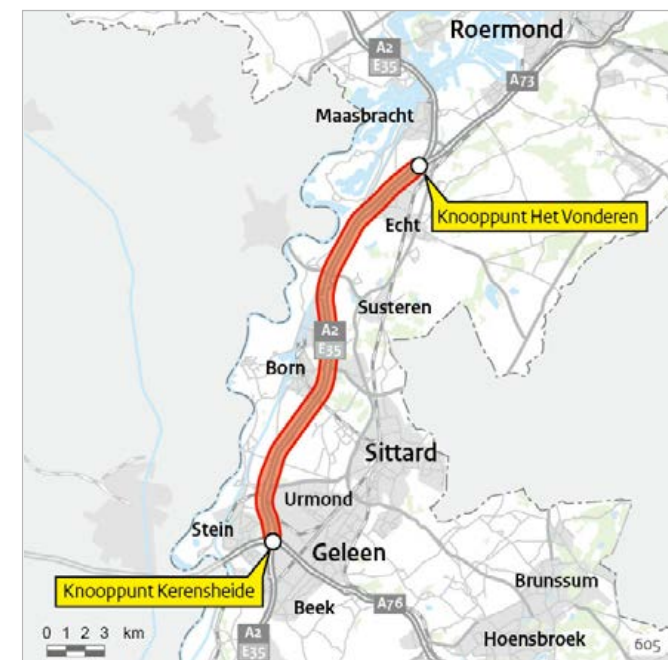 Roermond
A2
E35
A73
Maasbracht
Knooppunt Het Vonderen
Echt
Susteren
A2
E35
Born
Sittard
Urmond
Stein
Geleen
Knooppunt Kerensheide
Brunssum
Beek
A76
0 1 2 3 km
A2
E35
Hoensbroek
605